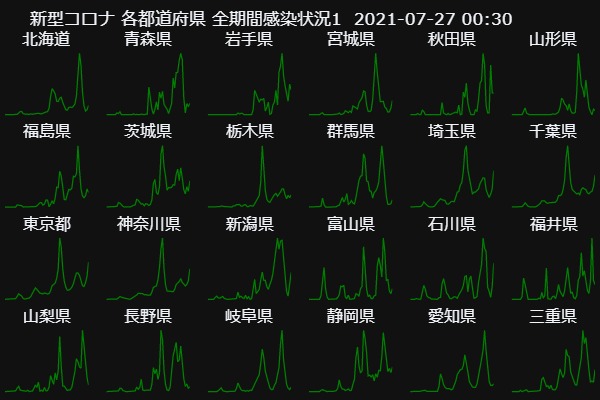 新型コロナ 各都道府県 全期間感染状況1 2021-07-27 00:30
北海道 青森県 岩手県 宮城県 秋田県 山形県
福島県 茨城県 栃木県 群馬県 埼玉県 千葉県
東京都 神奈川県 新潟県 富山県 石川県 福井県
山梨県 長野県 岐阜県 静岡県 愛知県 三重県